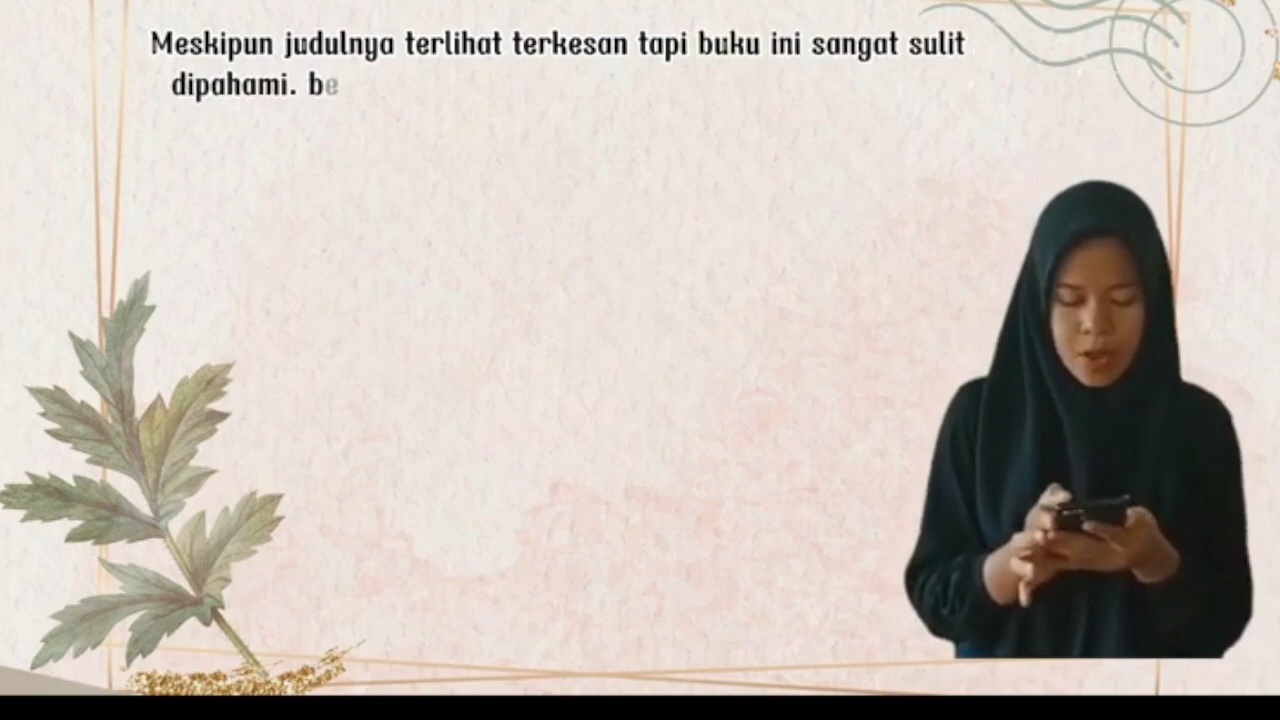 Meskipun judulnya terlihat terkesan tapi buku ini sangat sulit
dipahami. be